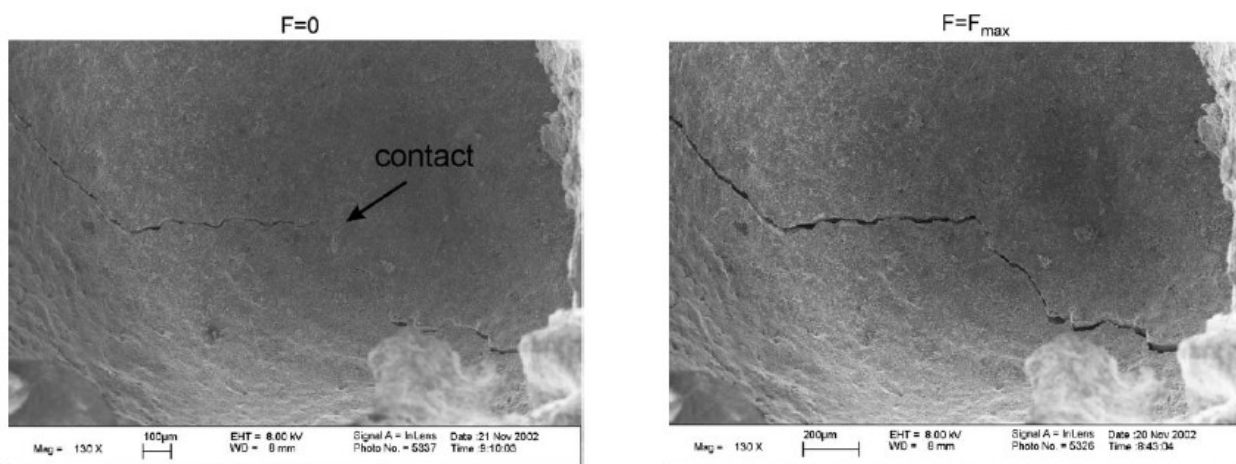 F=0
contact
Mag = 130 X
100µm
EHT = 8.00 kV
WD = 8 mm
Signal A = InLens
Photo No. = 5337
Date :21 Nov 2002
Time :9:10:03
F=Fmax
Mag = 130 X
200µm
EHT = 8.00 kV
WD = 8 mm
Signal A = InLens
Photo No. = 5326
Date :20 Nov 2002
Time :8:43:04